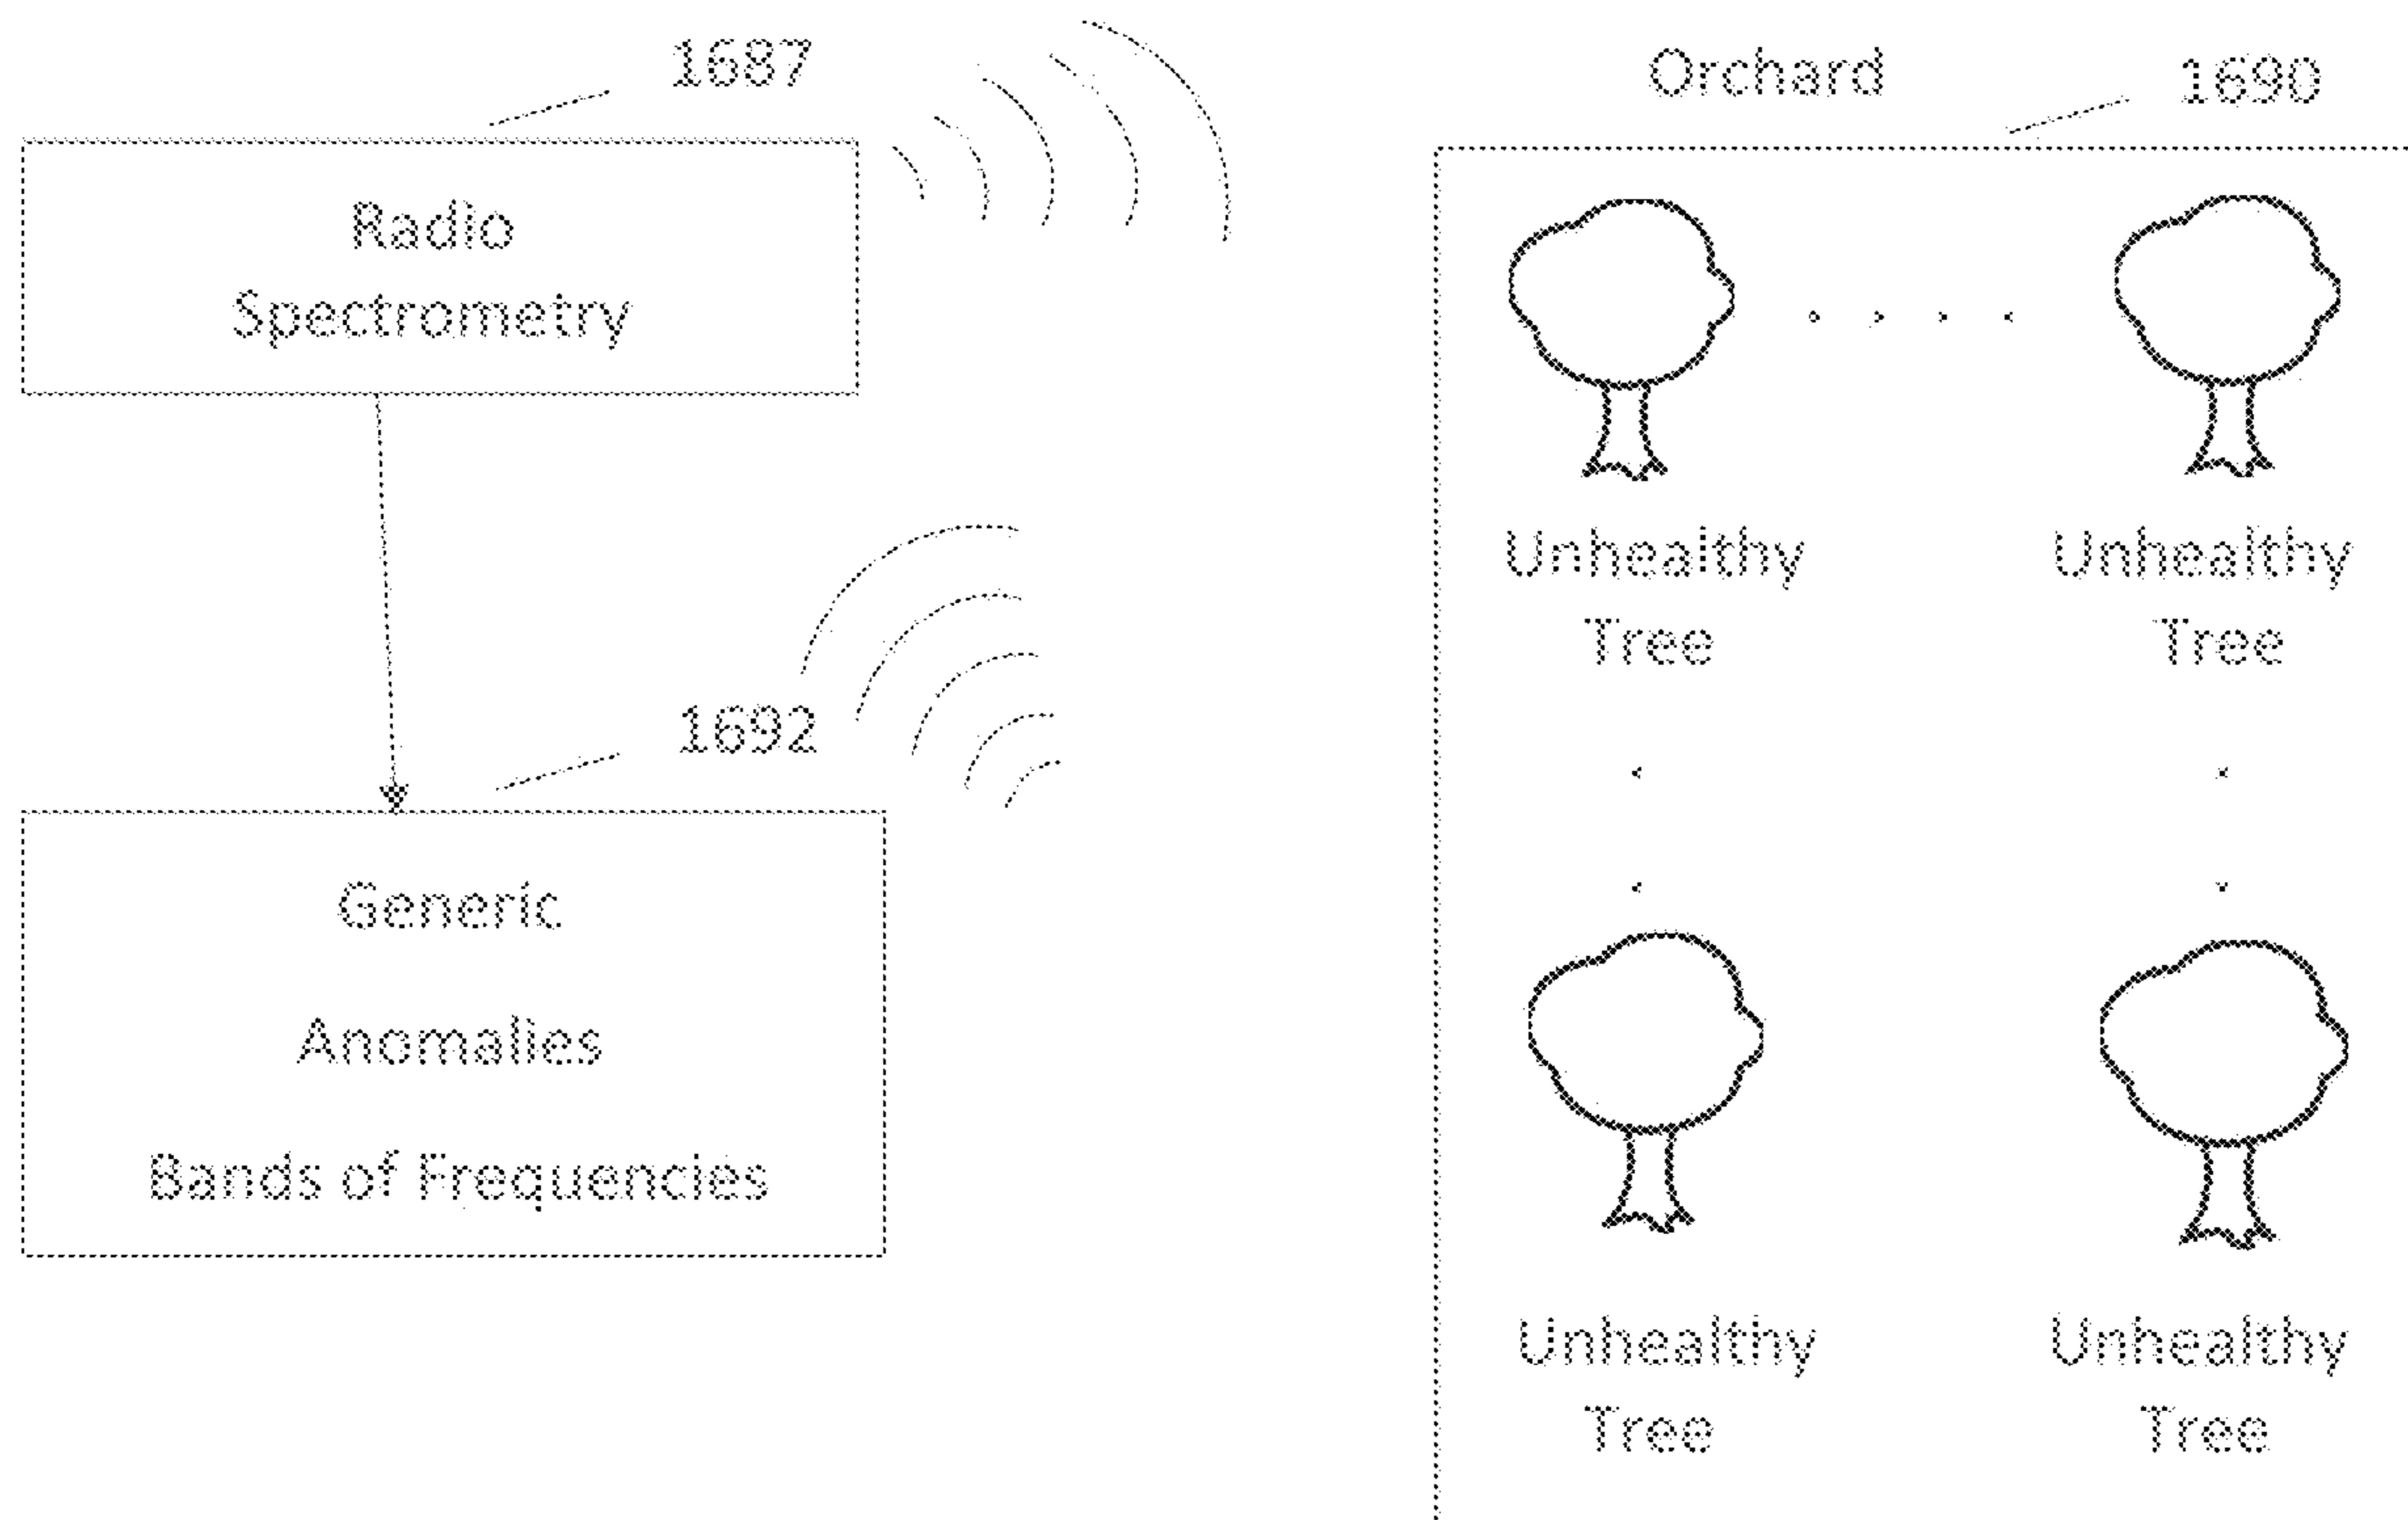 1687
Radio
Spectrometry
1692
Generic
Anomalies
Bands of Frequencies
Orchard
1690
Unhealthy
Tree
Unhealthy
Tree
Unhealthy
Tree
Unhealthy
Tree